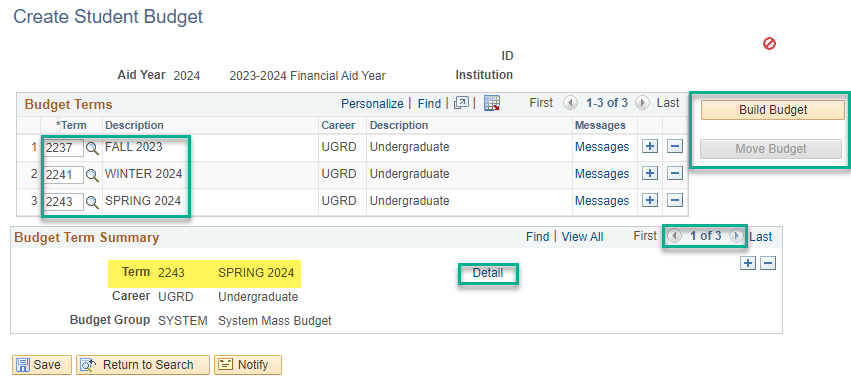 Create Student Budget
ID
Aid Year 2024 2023-2024 Financial Aid Year Institution
Budget Terms Personalize | Find | | First 1-3 of 3 Last
*Term Description Career Description Messages
1 2237 FALL 2023 UGRD Undergraduate Messages
2 2241 WINTER 2024 UGRD Undergraduate Messages
3 2243 SPRING 2024 UGRD Undergraduate Messages
Build Budget
Move Budget
Budget Term Summary Find | View All First 1 of 3 Last
Term 2243 SPRING 2024 Detail
Career UGRD Undergraduate
Budget Group SYSTEM System Mass Budget
Save Return to Search Notify